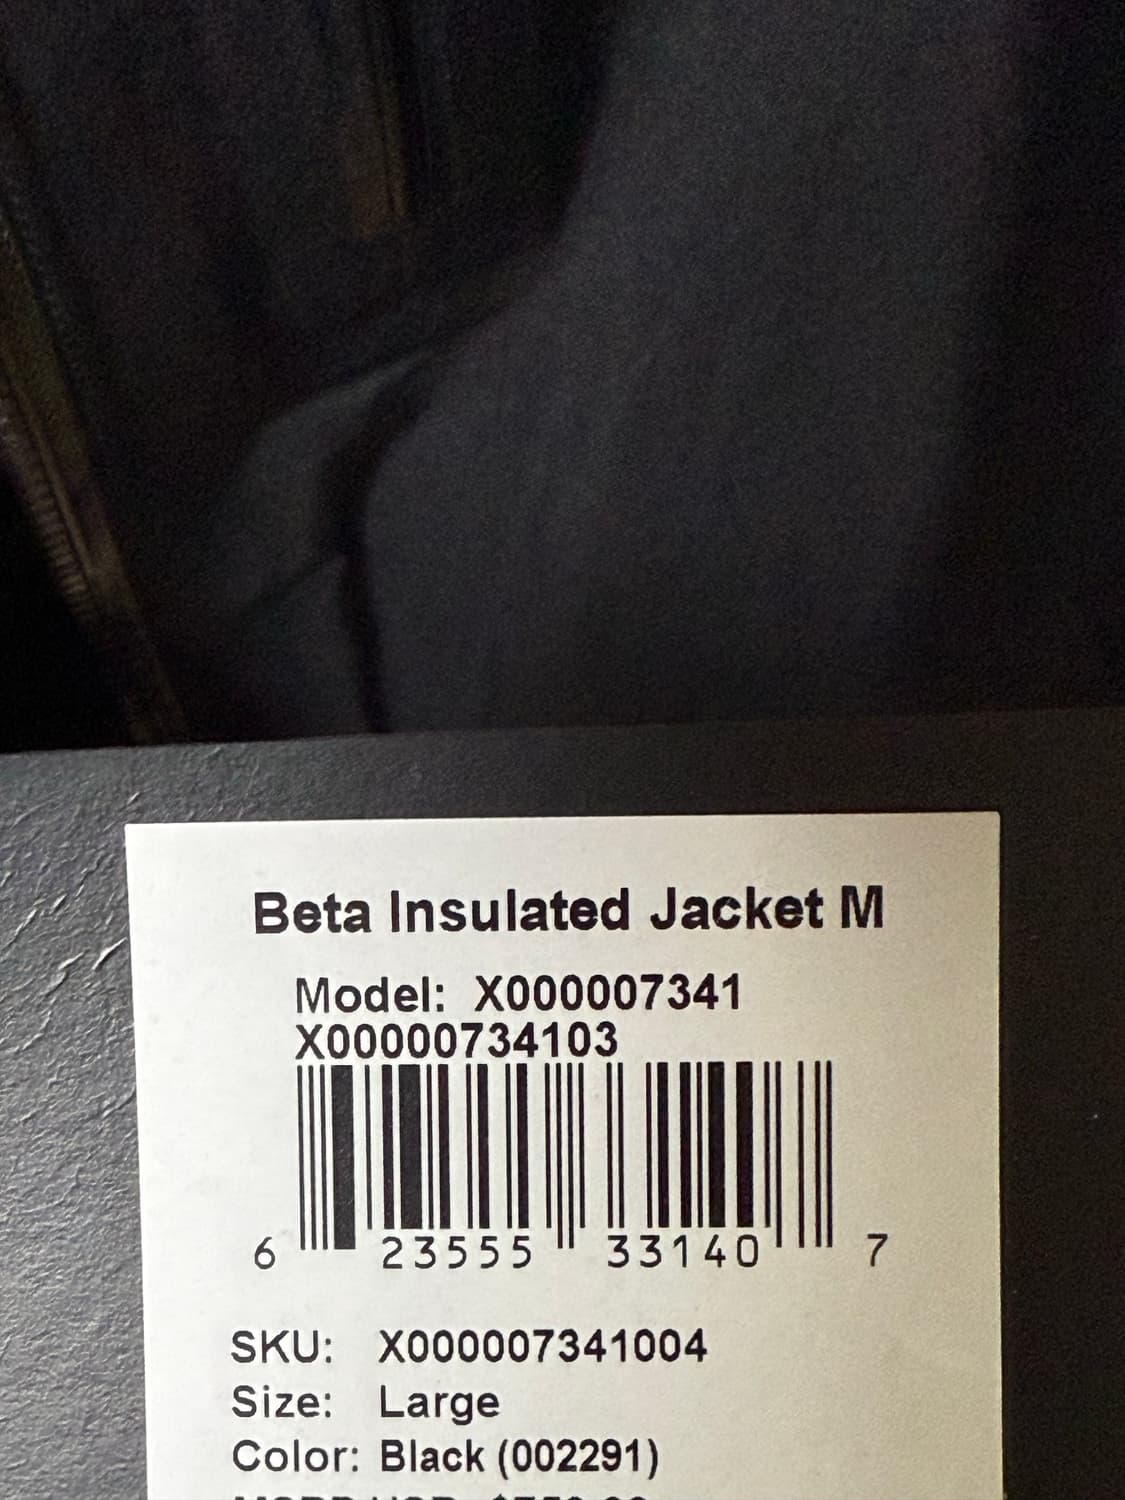 Beta Insulated Jacket M
Model: X000007341
X00000734103
6 23555 33140 7
SKU: X000007341004
Size: Large
Color: Black (002291)